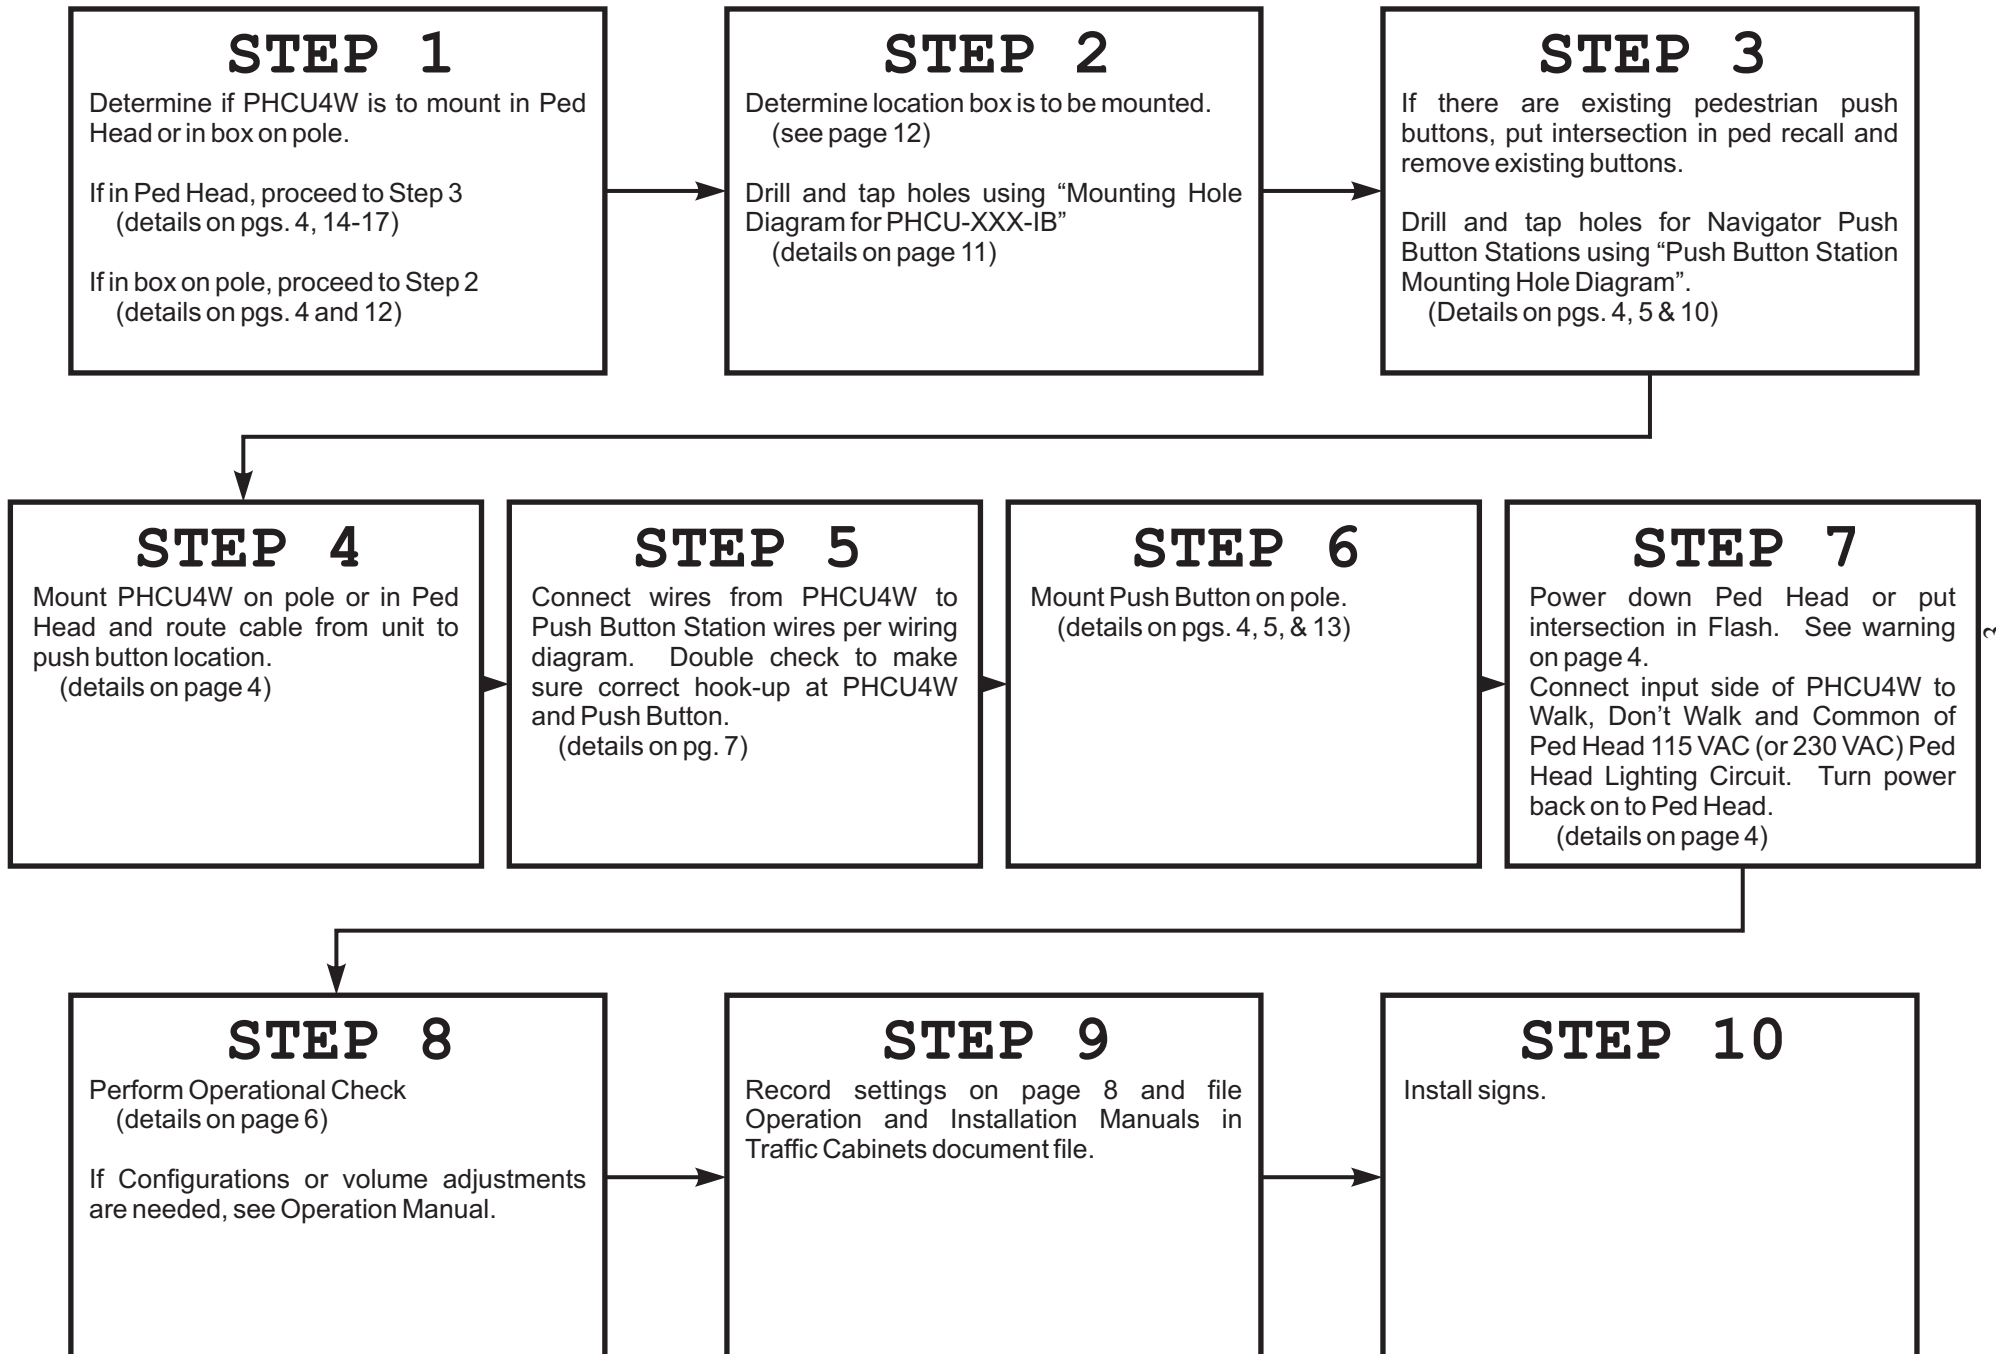 STEP 1
Determine if PHCU4W is to mount in Ped
Head or in box on pole.
If in Ped Head, proceed to Step 3
(details on pgs. 4, 14-17)
If in box on pole, proceed to Step 2
(details on pgs. 4 and 12)
STEP 2
Determine location box is to be mounted.
(see page 12)
Drill and tap holes using “Mounting Hole
Diagram for PHCU-XXX-IB”
(details on page 11)
STEP 3
If there are existing pedestrian push
buttons, put intersection in ped recall and
remove existing buttons.
Drill and tap holes for Navigator Push
Button Stations using “Push Button Station
Mounting Hole Diagram”.
(Details on pgs. 4, 5 & 10)
STEP 4
Mount PHCU4W on pole or in Ped
Head and route cable from unit to
push button location.
(details on page 4)
STEP 5
Connect wires from PHCU4W to
Push Button Station wires per wiring
diagram. Double check to make
sure correct hook-up at PHCU4W
and Push Button.
(details on pg. 7)
STEP 6
Mount Push Button on pole.
(details on pgs. 4, 5, & 13)
STEP 7
Power down Ped Head or put
intersection in Flash. See warning
on page 4.
Connect input side of PHCU4W to
Walk, Don’t Walk and Common of
Ped Head 115 VAC (or 230 VAC) Ped
Head Lighting Circuit. Turn power
back on to Ped Head.
(details on page 4)
STEP 8
Perform Operational Check
(details on page 6)
If Configurations or volume adjustments
are needed, see Operation Manual.
STEP 9
Record settings on page 8 and file
Operation and Installation Manuals in
Traffic Cabinets document file.
STEP 10
Install signs.